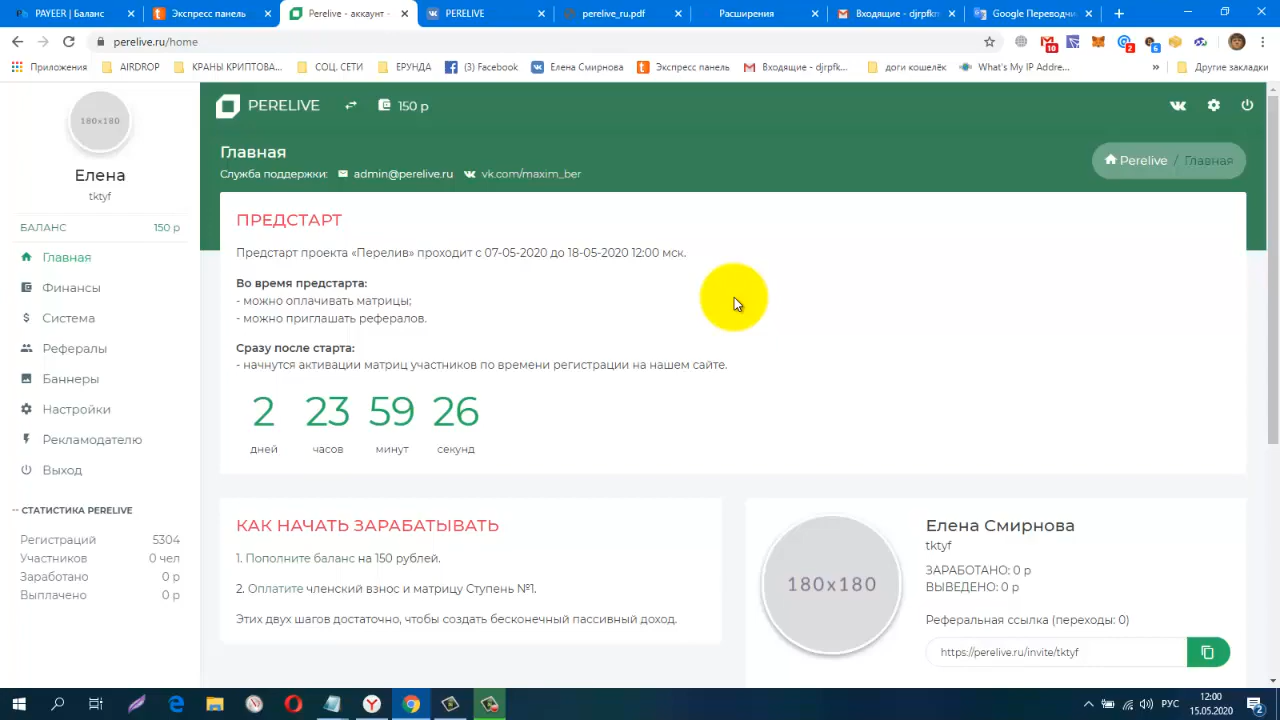 PAYEER | Баланс
Экспресс панель
Perelive - аккаунт -
PERELIVE
perelive_ru.pdf
Расширения
Входящие - djrpfkm
Google Переводчи
perelive.ru/home
10
2
6
Приложения
AIRDROP
КРАНЫ КРИПТОВА...
СОЦ. СЕТИ
ЕРУНДА
(3) Facebook
Елена Смирнова
Экспресс панель
Входящие - djrpfk...
доги кошелёк
What's My IP Addre...
»
Другие закладки
180x180
Елена
tktyf
БАЛАНС 150 р
Главная
Финансы
Система
Рефералы
Баннеры
Настройки
Рекламодателю
Выход
-- СТАТИСТИКА PERELIVE
Регистраций 5304
Участников 0 чел
Заработано 0 р
Выплачено 0 р
PERELIVE
150 р
Главная
Служба поддержки: admin@perelive.ru vk.com/maxim_ber
Perelive / Главная
ПРЕДСТАРТ
Предстарт проекта «Перелив» проходит с 07-05-2020 до 18-05-2020 12:00 мск.
Во время предстарта:
- можно оплачивать матрицы;
- можно приглашать рефералов.
Сразу после старта:
- начнутся активации матриц участников по времени регистрации на нашем сайте.
2 23 59 26
дней часов минут секунд
КАК НАЧАТЬ ЗАРАБАТЫВАТЬ
1. Пополните баланс на 150 рублей.
2. Оплатите членский взнос и матрицу Ступень №1.
Этих двух шагов достаточно, чтобы создать бесконечный пассивный доход.
180x180
Елена Смирнова
tktyf
ЗАРАБОТАНО: 0 р
ВЫВЕДЕНО: 0 р
Реферальная ссылка (переходы: 0)
https://perelive.ru/invite/tktyf
РУС
12:00
15.05.2020
2